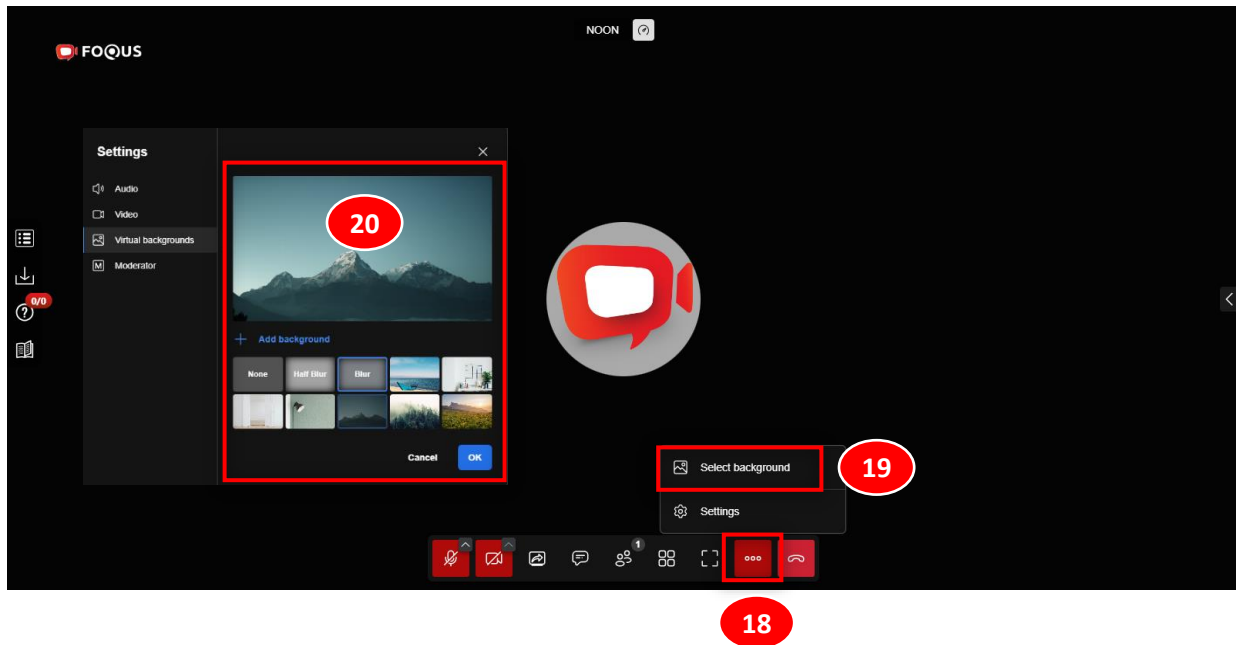 NOON
FOQUS
Settings
Audio
Video
Virtual backgrounds
M Moderator
0/0
20
+ Add background
None
Half Blur
Blur
Cancel
OK
Select background
19
Settings
1
18